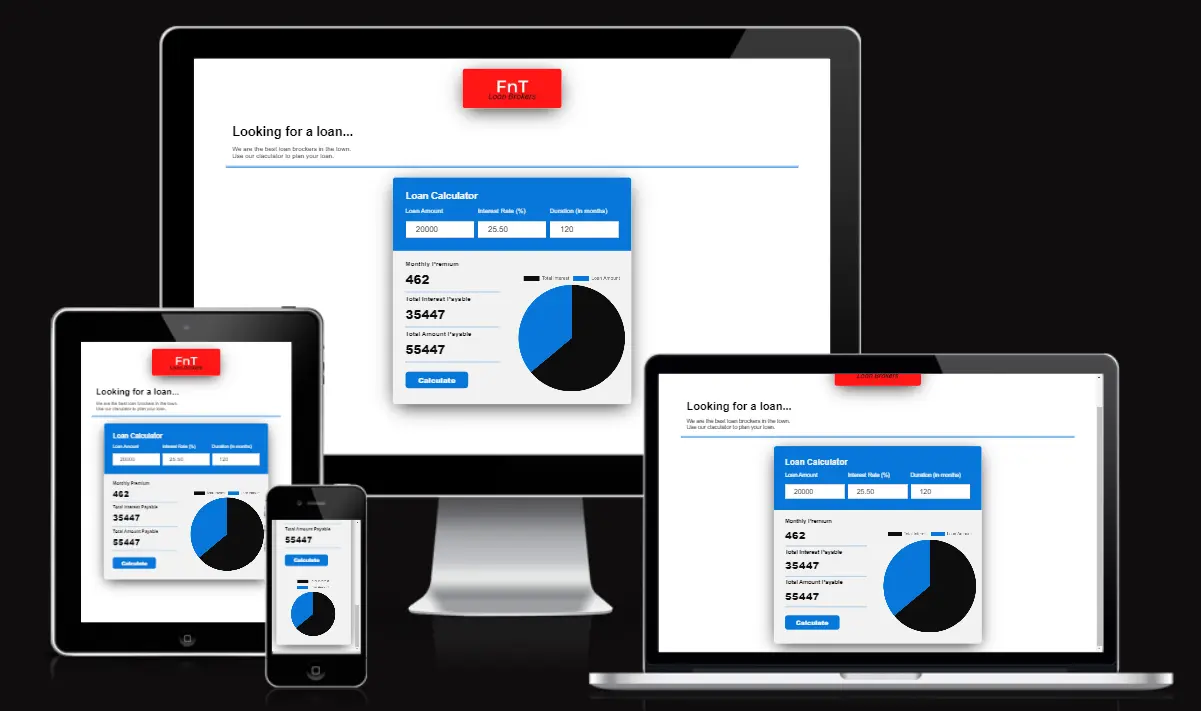 FnT
Loan Brokers
Looking for a loan...
We are the best loan brockers in the town.
Use our claculator to plan your loan.
Loan Calculator
Loan Amount Interest Rate (%) Duration (in months)
20000 25.50 120
Monthly Premium
462
Total Interest Loan Amount
Total Interest Payable
35447
Total Amount Payable
55447
Calculate
FnT
Loan Brokers
Looking for a loan...
We are the best loan brockers in the town.
Use our claculator to plan your loan.
Loan Calculator
Loan Amount Interest Rate (%) Duration (in months)
20000 25.50 120
Monthly Premium
462
Total Interest Payable
35447
Total Amount Payable
55447
Calculate
Total Amount Payable
55447
Calculate
Loan Brokers
Looking for a loan...
We are the best loan brockers in the town.
Use our claculator to plan your loan.
Loan Calculator
Loan Amount Interest Rate (%) Duration (in months)
20000 25.50 120
Monthly Premium
462
Total Interest Loan Amount
Total Interest Payable
35447
Total Amount Payable
55447
Calculate